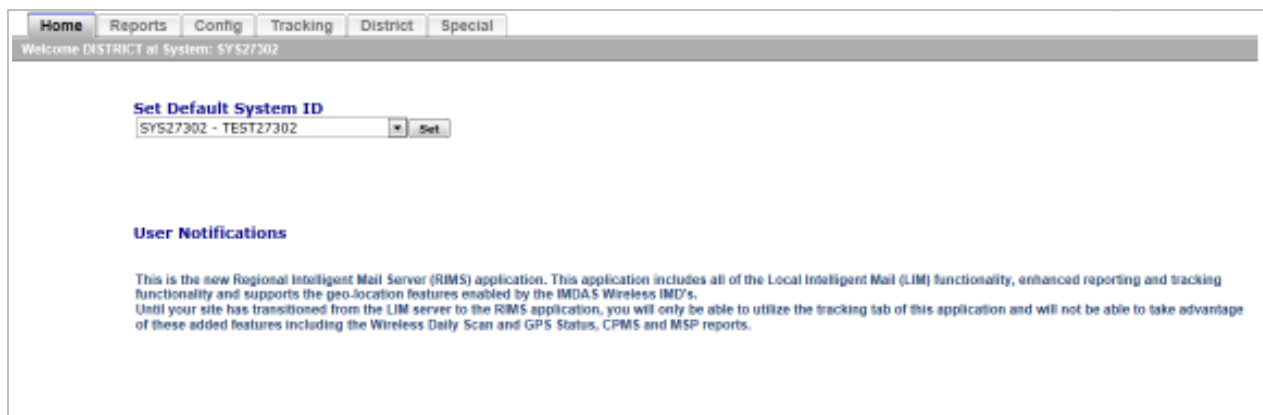 Home Reports Config Tracking District Special
Welcome DISTRICT at System: SYS27302
Set Default System ID
SYS27302 - TEST27302 Set
User Notifications
This is the new Regional Intelligent Mail Server (RIMS) application. This application includes all of the Local Intelligent Mail (LIM) functionality, enhanced reporting and tracking
functionality and supports the geo-location features enabled by the IMDAS Wireless IMD's.
Until your site has transitioned from the LIM server to the RIMS application, you will only be able to utilize the tracking tab of this application and will not be able to take advantage
of these added features including the Wireless Daily Scan and GPS Status, CPMS and MSP reports.